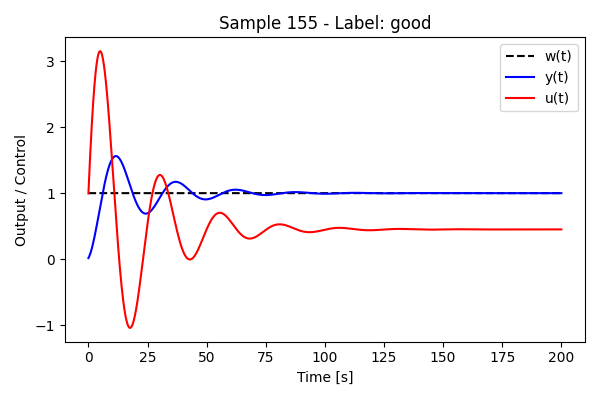 Sample 155 - Label: good
w(t)
y(t)
u(t)
Output / Control
3
2
1
0
−1
0 25 50 75 100 125 150 175 200
Time [s]